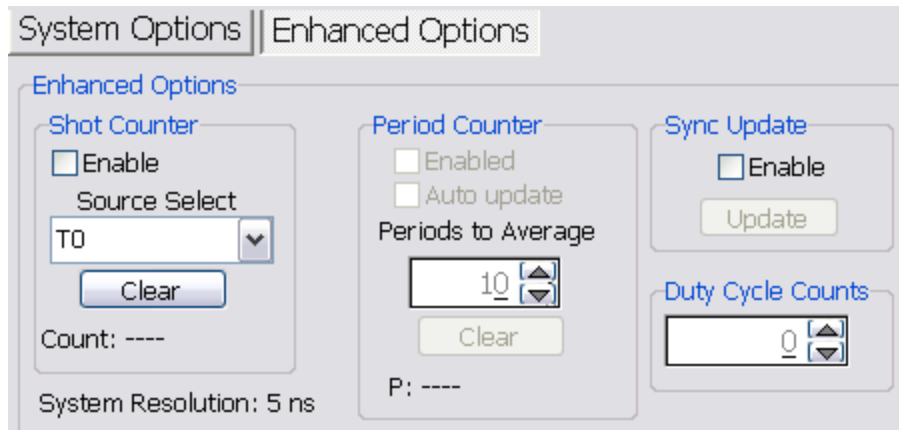 System Options
Enhanced Options
Enhanced Options
Shot Counter
Enable
Source Select
T0
Clear
Count: ----
System Resolution: 5 ns
Period Counter
Enabled
Auto update
Periods to Average
10
Clear
P: ----
Sync Update
Enable
Update
Duty Cycle Counts
0